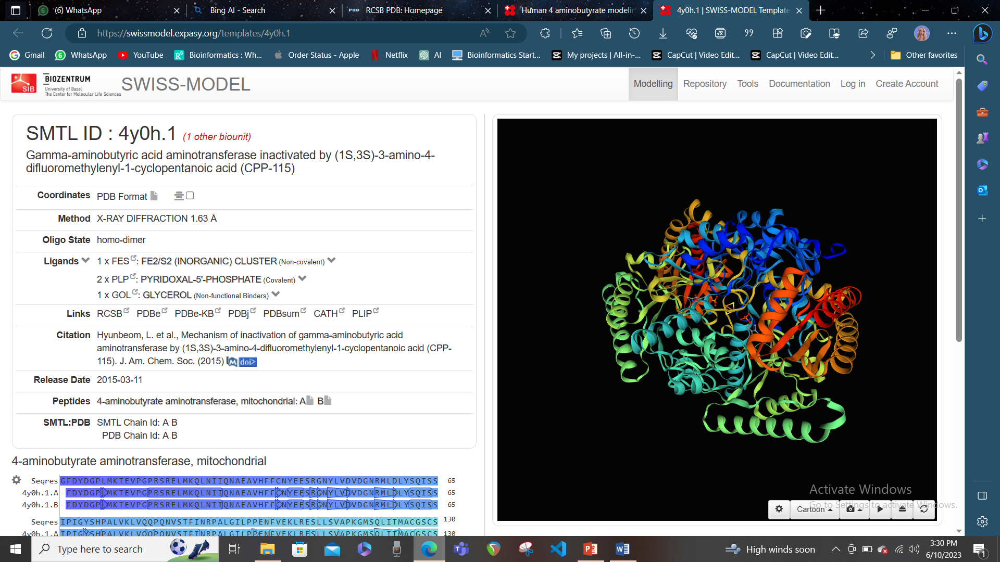 (6) WhatsApp
Bing AI - Search
RCSB PDB: Homepage
Human 4 aminobutyrate modelin
4y0h.1 | SWISS-MODEL Template
https://swissmodel.expasy.org/templates/4y0h.1
Gmail
WhatsApp
YouTube
Bioinformatics : Wh...
Order Status - Apple
Netflix
AI
Bioinformatics Start...
My projects | All-in-...
CapCut | Video Edit...
CapCut | Video Edit...
Other favorites
SIB
BIOZENTRUM
University of Basel
The Center for Molecular Life Sciences
SWISS-MODEL
Modelling
Repository
Tools
Documentation
Log in
Create Account
SMTL ID : 4y0h.1 (1 other biounit)
Gamma-aminobutyric acid aminotransferase inactivated by (1S,3S)-3-amino-4-
difluoromethylenyl-1-cyclopentanoic acid (CPP-115)
Coordinates PDB Format
Method X-RAY DIFFRACTION 1.63 Å
Oligo State homo-dimer
Ligands 1 x FES: FE2/S2 (INORGANIC) CLUSTER (Non-covalent)
2 x PLP: PYRIDOXAL-5'-PHOSPHATE (Covalent)
1 x GOL: GLYCEROL (Non-functional Binders)
Links RCSB PDBe PDBe-KB PDBj PDBsum CATH PLIP
Citation Hyunbeom, L. et al., Mechanism of inactivation of gamma-aminobutyric acid
aminotransferase by (1S,3S)-3-amino-4-difluoromethylenyl-1-cyclopentanoic acid (CPP-
115). J. Am. Chem. Soc. (2015) doi>
Release Date 2015-03-11
Peptides 4-aminobutyrate aminotransferase, mitochondrial: A B
SMTL:PDB SMTL Chain Id: A B
PDB Chain Id: A B
4-aminobutyrate aminotransferase, mitochondrial
Seqres GFDYDGPLMKTEVPGPRSRELMKQLNIIQNAEAVHFFCNYEESRGNYLVDVDGNRMLDLYSQISS 65
4y0h.1.A -FDYDGPLMKTEVPGPRSRELMKQLNIIQNAEAVHFFCNYEESRGNYLVDVDGNRMLDLYSQISS 65
4y0h.1.B -FDYDGPLMKTEVPGPRSRELMKQLNIIQNAEAVHFFCNYEESRGNYLVDVDGNRMLDLYSQISS 65
Seqres IPIGYSHPALVKLVQQPQNVSTFINRPALGILPPENFVEKLRESLLSVAPKGMSQLITMACGSCS 130
4y0h.1.A IPIGYSHPALVKLVQQPQNVSTFINRPALGILPPENFVEKLRESLLSVAPKGMSQLITMACGSCS 130
Activate Windows
Go to Settings to activate Windows.
Cartoon
Type here to search
High winds soon
3:30 PM
6/10/2023
1